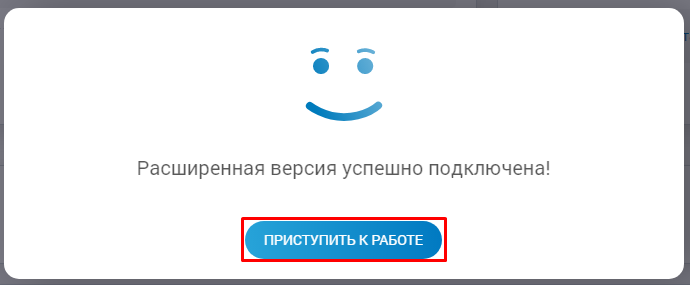 Расширенная версия успешно подключена!
ПРИСТУПИТЬ К РАБОТЕ